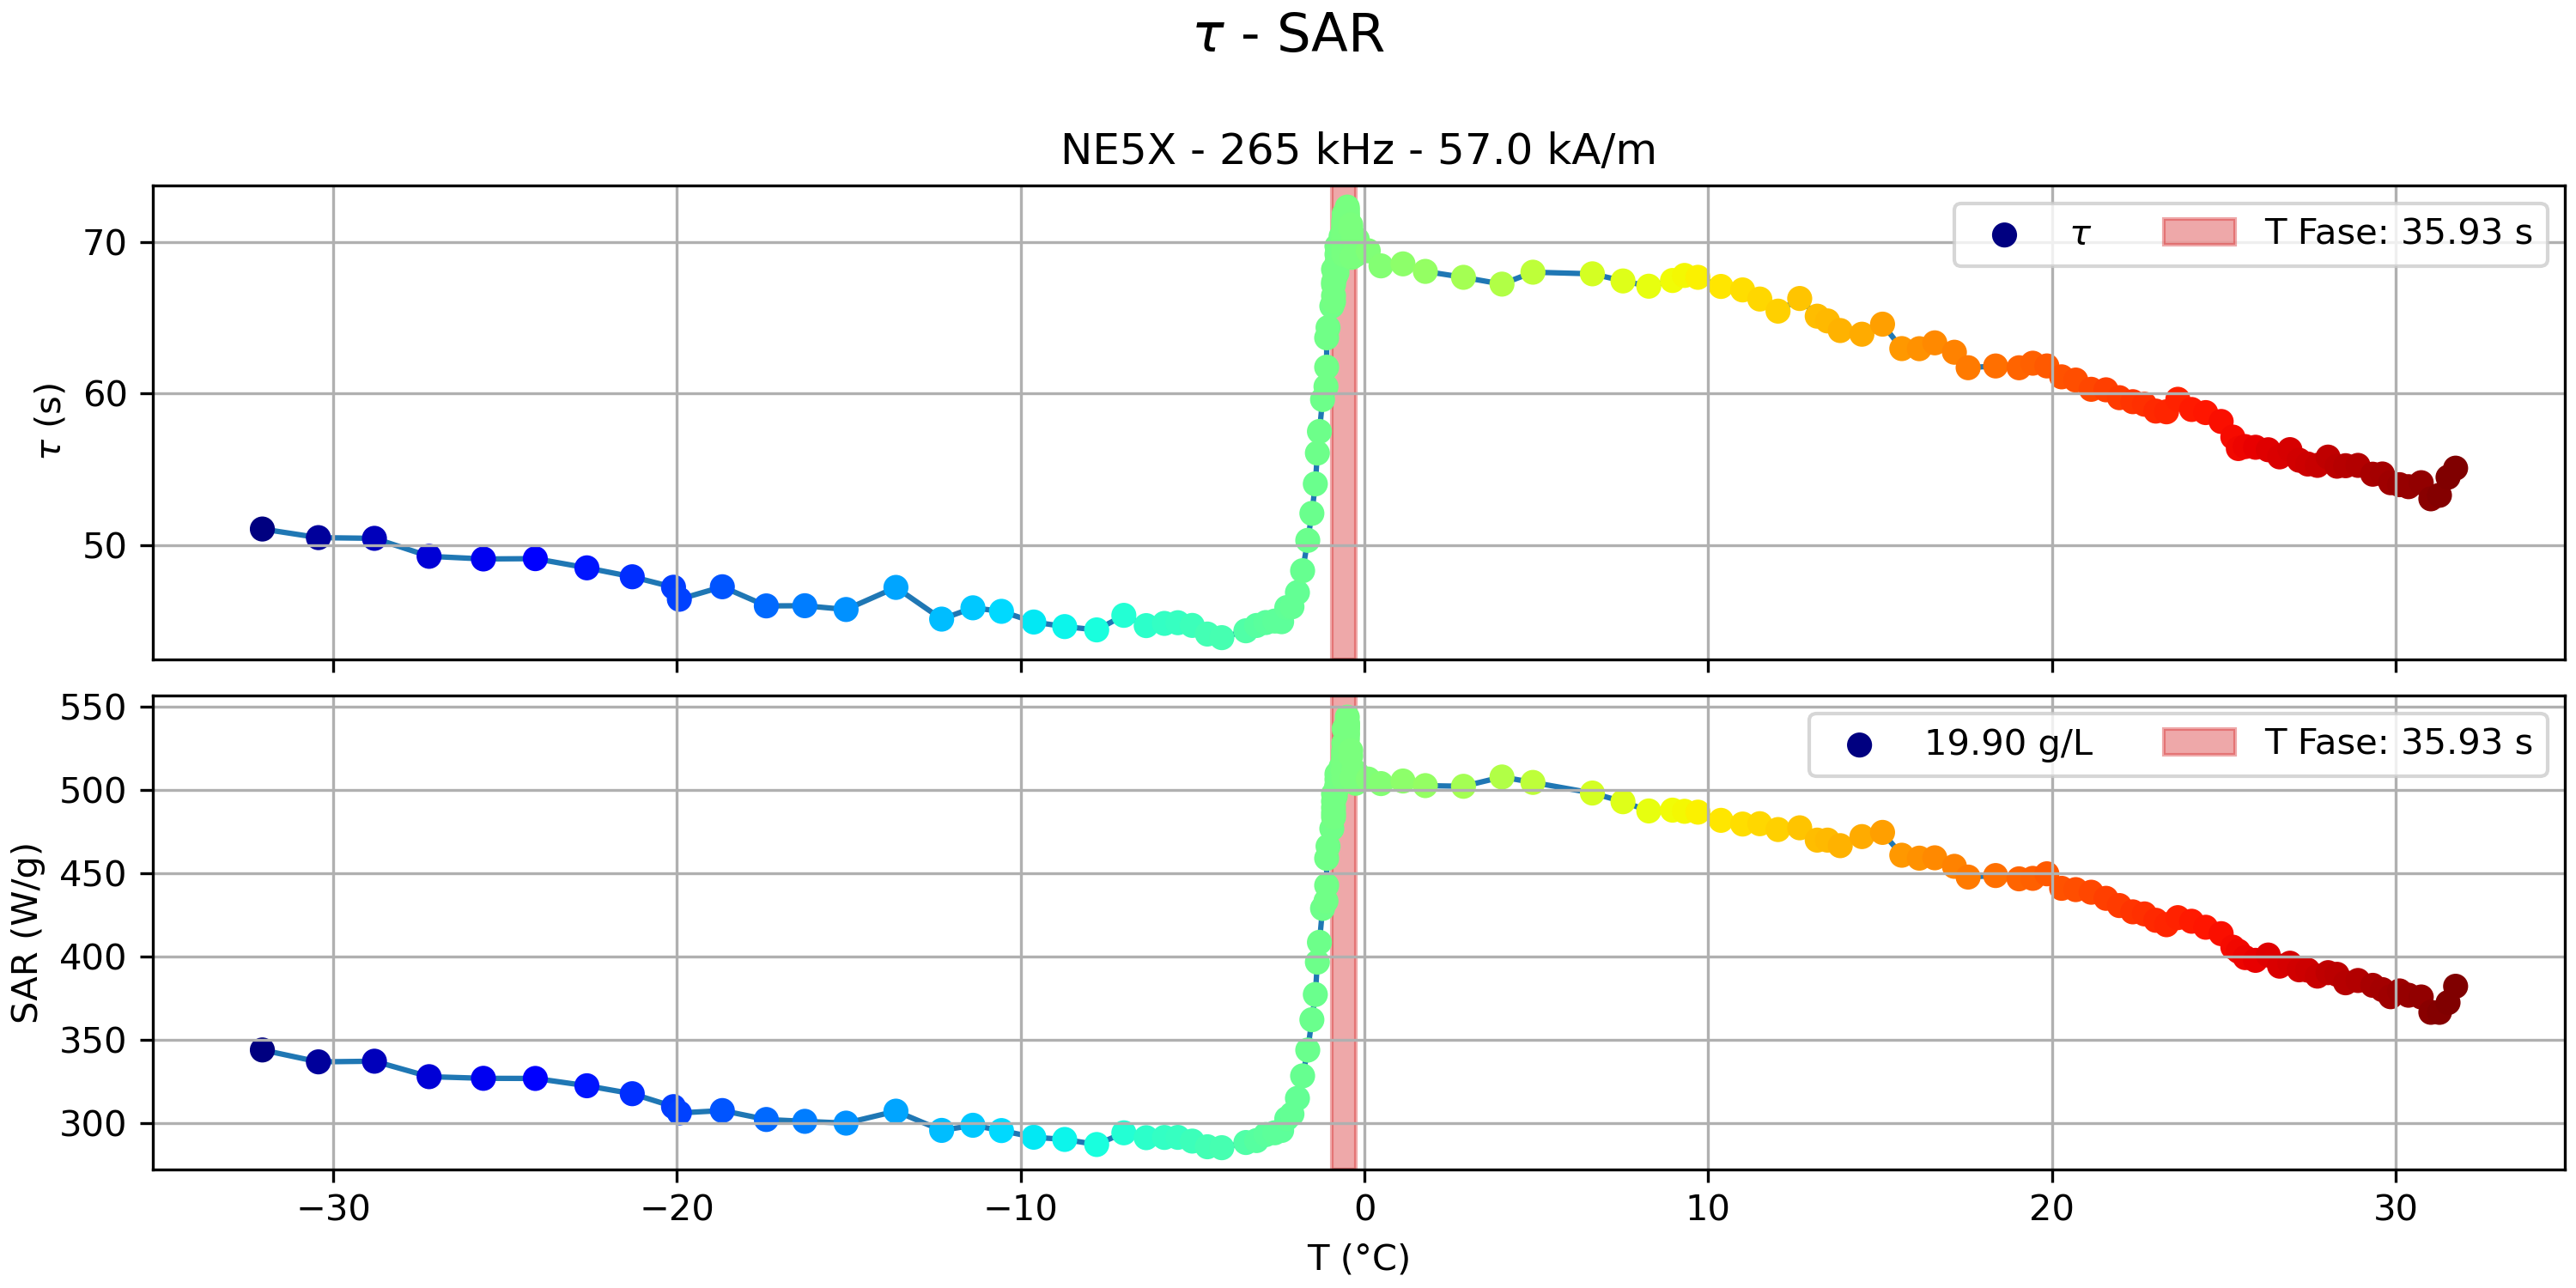 τ - SAR
NE5X - 265 kHz - 57.0 kA/m
τ (s)
70
60
50
τ
T Fase: 35.93 s
SAR (W/g)
550
500
450
400
350
300
19.90 g/L
T Fase: 35.93 s
−30
−20
−10
0
10
20
30
T (°C)